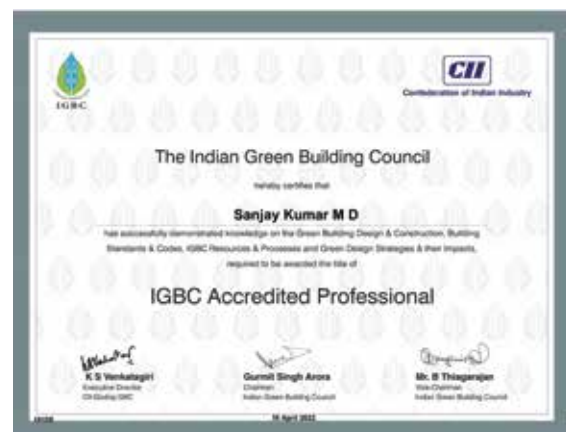 IGBC
CII
Confederation of Indian Industry
The Indian Green Building Council
hereby certifies that
Sanjay Kumar M D
has successfully demonstrated knowledge on the Green Building Design & Construction, Building
Standards & Codes, IGBC Resources & Processes and Green Design Strategies & their Impacts,
required to be awarded the title of
IGBC Accredited Professional
K S Venkatagiri
Executive Director
CII-Godrej GBC
Gurmit Singh Arora
Chairman
Indian Green Building Council
Mr. B Thiagarajan
Vice-Chairman
Indian Green Building Council
16 April 2022